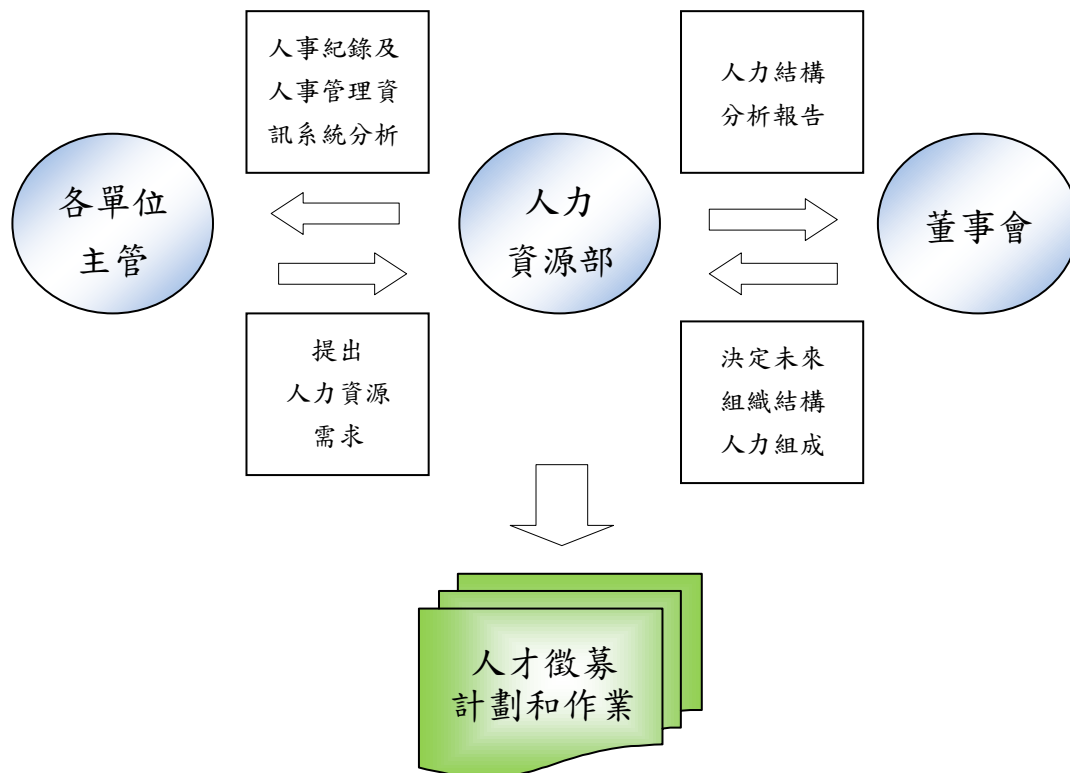 人事紀錄及
人事管理資
訊系統分析
人力結構
分析報告
各單位
主管
人力
資源部
董事會
提出
人力資源
需求
決定未來
組織結構
人力組成
人才徵募
計劃和作業